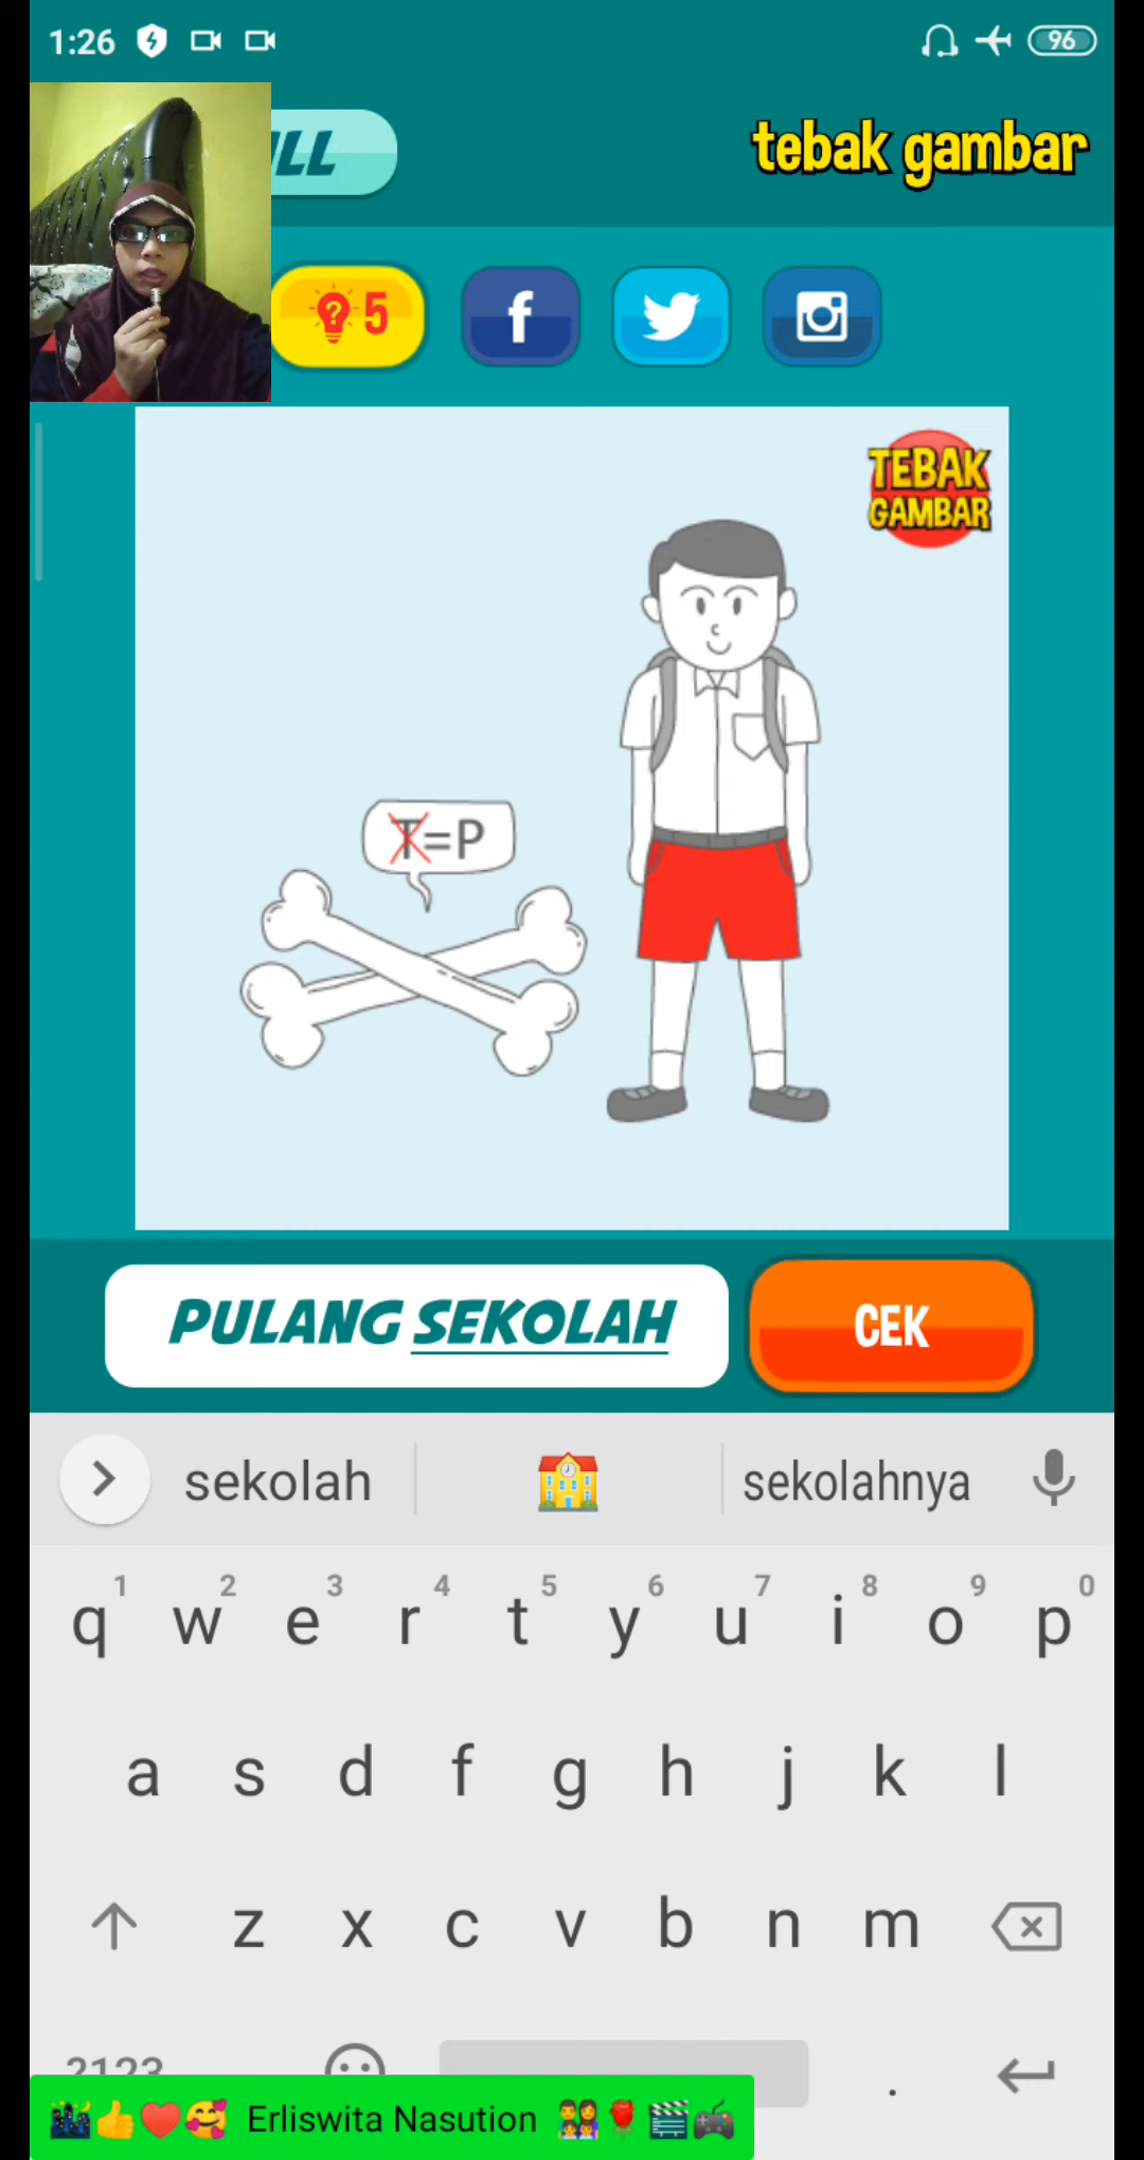 1:26 96
LL
tebak gambar
5
f
TEBAK
GAMBAR
T=P
PULANG SEKOLAH
CEK
sekolah sekolahnya
1 2 3 4 5 6 7 8 9 0
q w e r t y u i o p
a s d f g h j k l
z x c v b n m
.
Erliswita Nasution